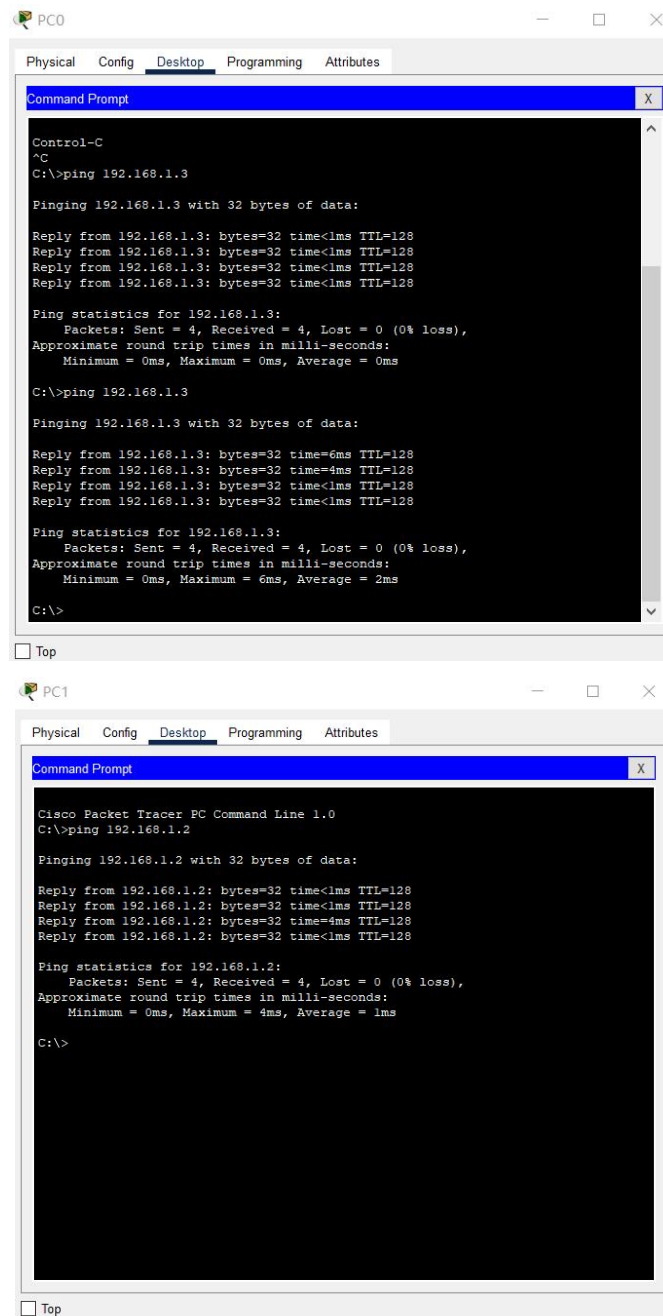 PC0
Physical Config Desktop Programming Attributes
Command Prompt X
Control-C
^C
C:\>ping 192.168.1.3
Pinging 192.168.1.3 with 32 bytes of data:
Reply from 192.168.1.3: bytes=32 time<1ms TTL=128
Reply from 192.168.1.3: bytes=32 time<1ms TTL=128
Reply from 192.168.1.3: bytes=32 time<1ms TTL=128
Reply from 192.168.1.3: bytes=32 time<1ms TTL=128
Ping statistics for 192.168.1.3:
Packets: Sent = 4, Received = 4, Lost = 0 (0% loss),
Approximate round trip times in milli-seconds:
Minimum = 0ms, Maximum = 0ms, Average = 0ms
C:\>ping 192.168.1.3
Pinging 192.168.1.3 with 32 bytes of data:
Reply from 192.168.1.3: bytes=32 time=6ms TTL=128
Reply from 192.168.1.3: bytes=32 time=4ms TTL=128
Reply from 192.168.1.3: bytes=32 time<1ms TTL=128
Reply from 192.168.1.3: bytes=32 time<1ms TTL=128
Ping statistics for 192.168.1.3:
Packets: Sent = 4, Received = 4, Lost = 0 (0% loss),
Approximate round trip times in milli-seconds:
Minimum = 0ms, Maximum = 6ms, Average = 2ms
C:\>
Top
PC1
Physical Config Desktop Programming Attributes
Command Prompt X
Cisco Packet Tracer PC Command Line 1.0
C:\>ping 192.168.1.2
Pinging 192.168.1.2 with 32 bytes of data:
Reply from 192.168.1.2: bytes=32 time<1ms TTL=128
Reply from 192.168.1.2: bytes=32 time<1ms TTL=128
Reply from 192.168.1.2: bytes=32 time=4ms TTL=128
Reply from 192.168.1.2: bytes=32 time<1ms TTL=128
Ping statistics for 192.168.1.2:
Packets: Sent = 4, Received = 4, Lost = 0 (0% loss),
Approximate round trip times in milli-seconds:
Minimum = 0ms, Maximum = 4ms, Average = 1ms
C:\>
Top